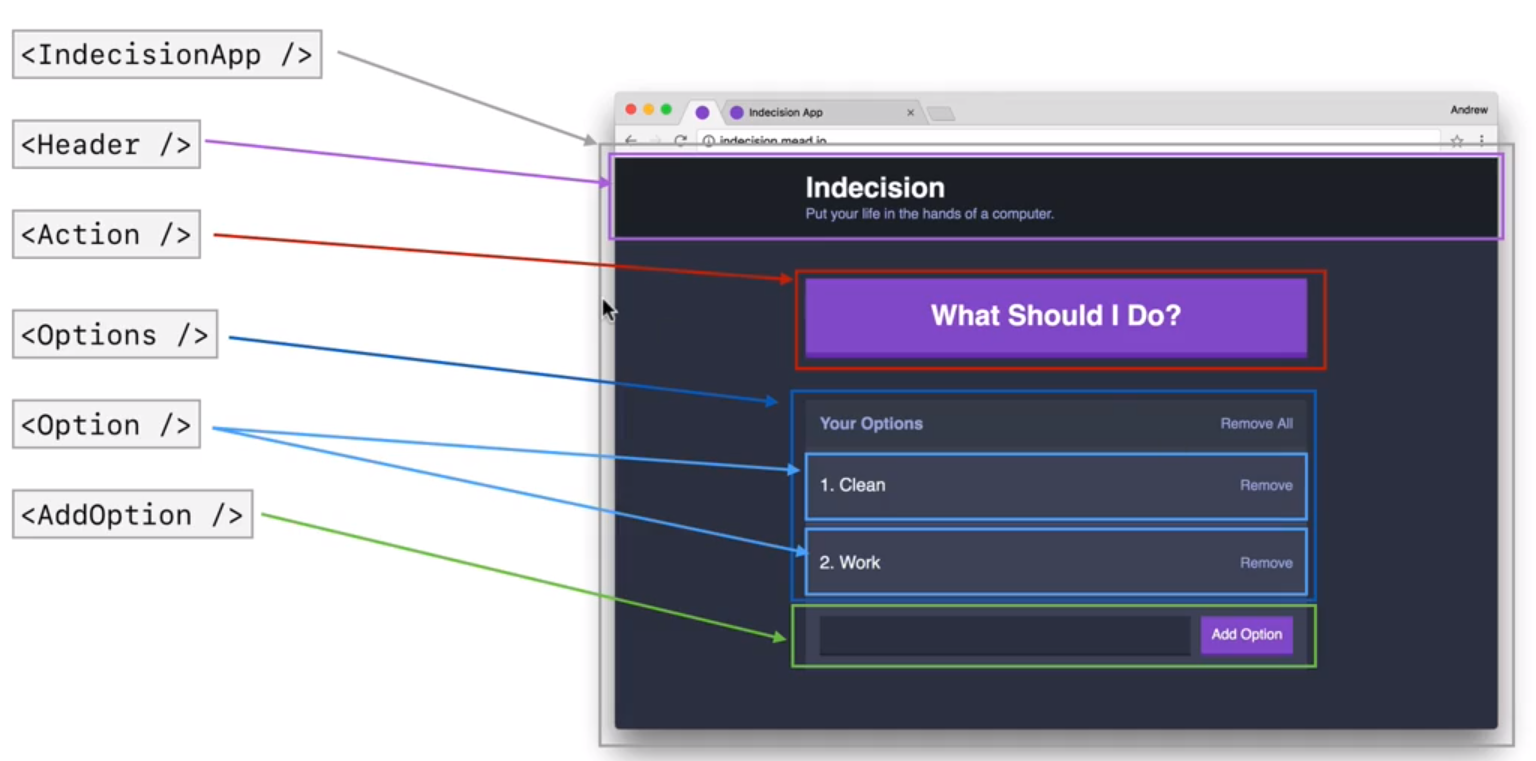 <IndecisionApp />
<Header />
<Action />
<Options />
<Option />
<AddOption />
Indecision App
Andrew
indecision.mead.io
Indecision
Put your life in the hands of a computer.
What Should I Do?
Your Options Remove All
1. Clean Remove
2. Work Remove
Add Option